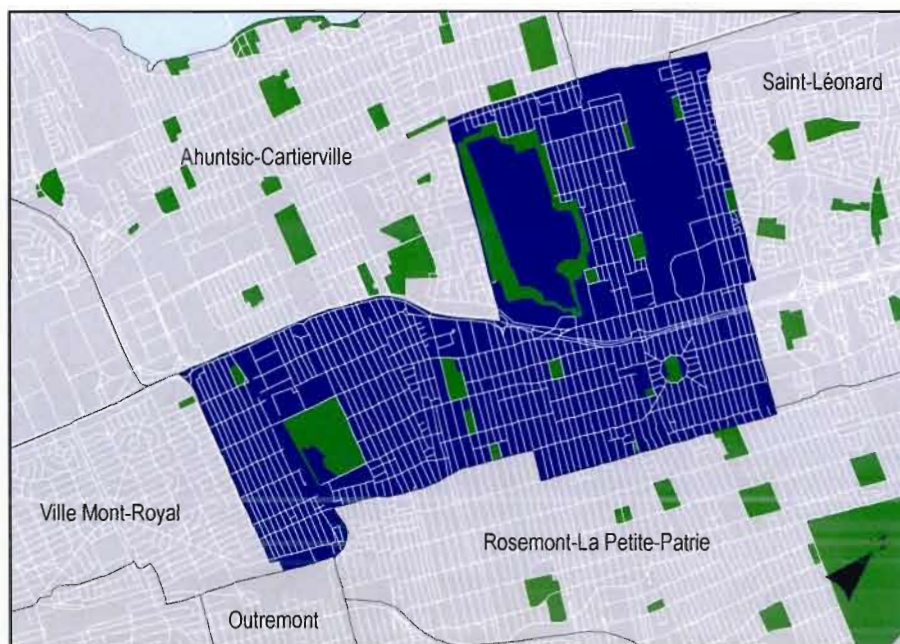 Saint-Léonard
Ahuntsic-Cartierville
Ville Mont-Royal
Rosemont-La Petite-Patrie
Outremont